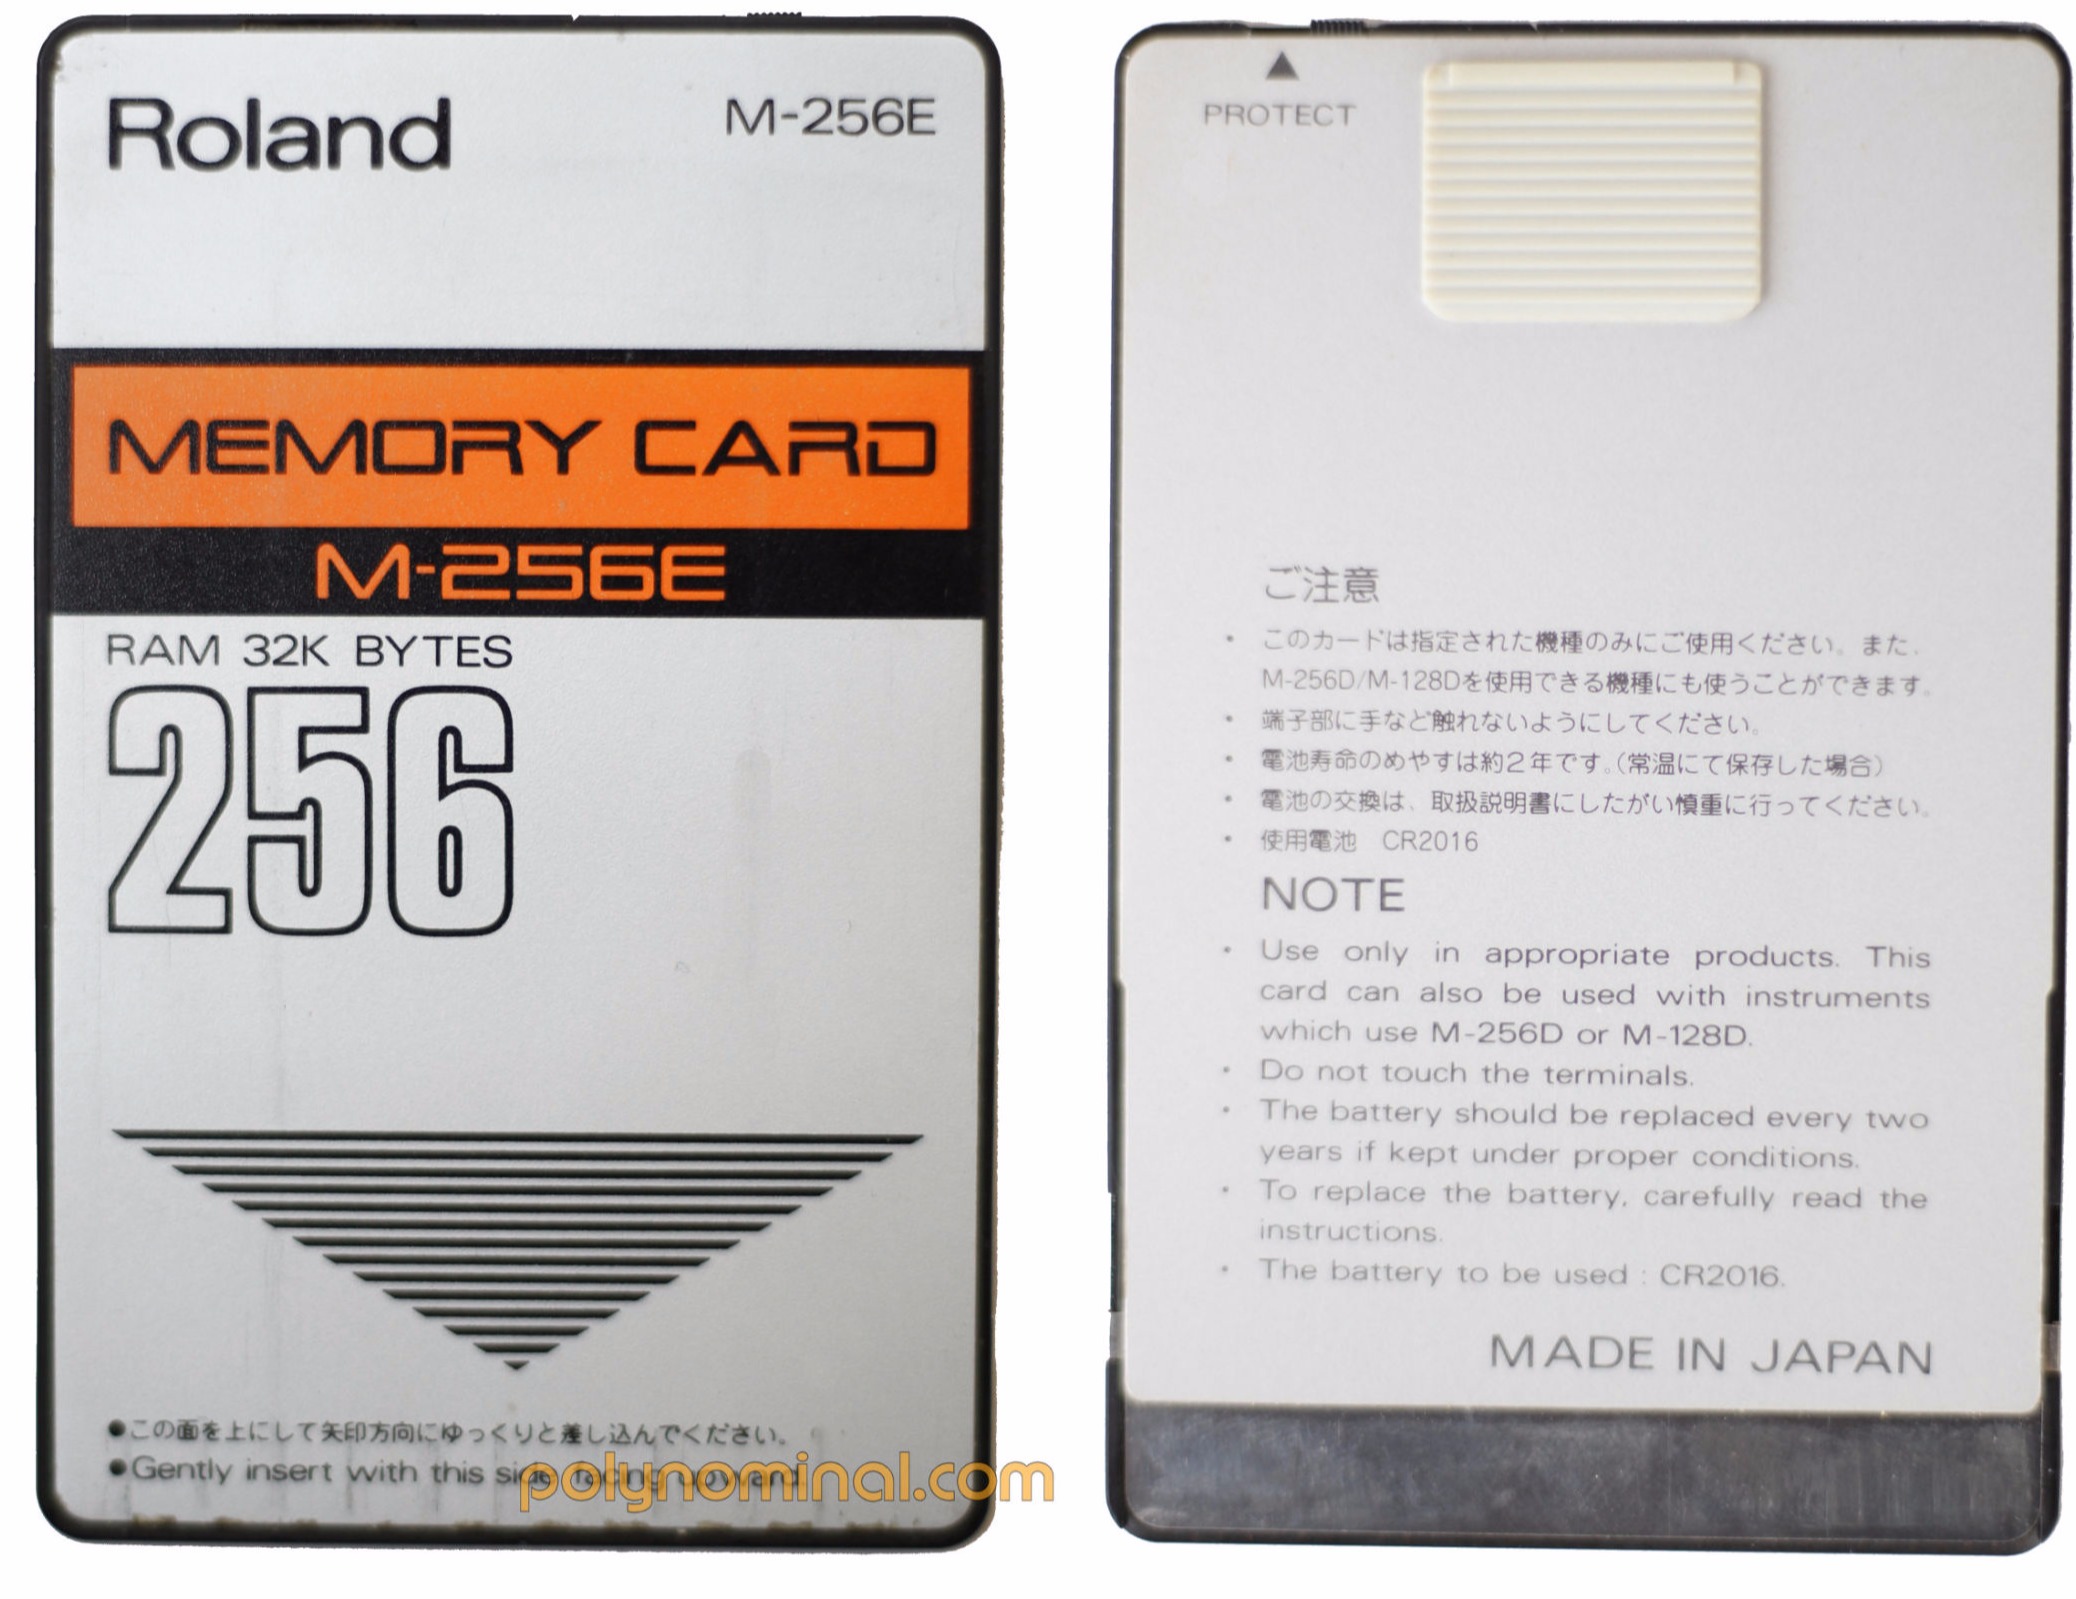 Roland
M-256E
MEMORY CARD
M-256E
RAM 32K BYTES
256
●この面を上にして矢印方向にゆっくりと差し込んでください。
●Gently insert with this side facing upward.
polynominal.com
PROTECT
ご注意
・このカードは指定された機種のみにご使用ください。また、
M-256D/M-128Dを使用できる機種にも使うことができます。
・端子部に手など触れないようにしてください。
・電池寿命のめやすは約2年です。(常温にて保存した場合)
・電池の交換は、取扱説明書にしたがい慎重に行ってください。
・使用電池 CR2016
NOTE
・Use only in appropriate products. This
card can also be used with instruments
which use M-256D or M-128D.
・Do not touch the terminals.
・The battery should be replaced every two
years if kept under proper conditions.
・To replace the battery, carefully read the
instructions.
・The battery to be used : CR2016.
MADE IN JAPAN